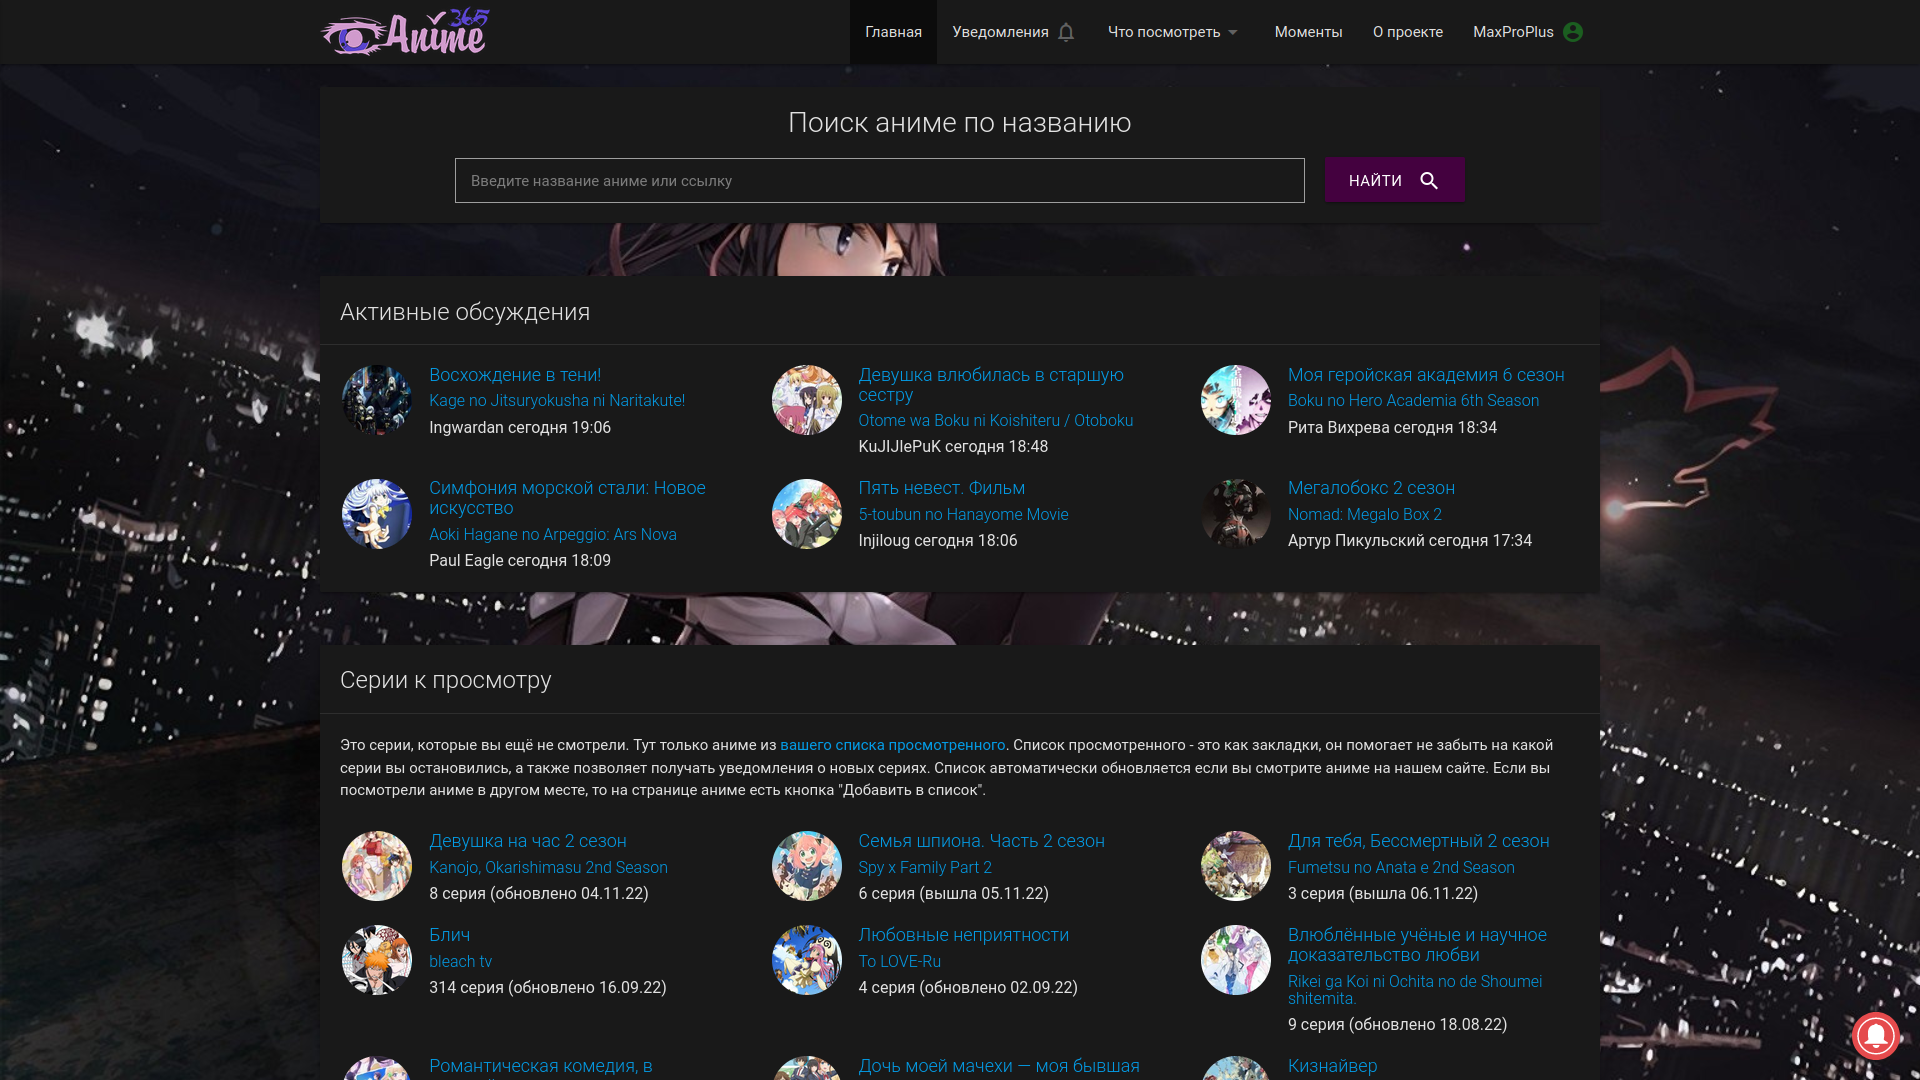 Аниме 365
Главная
Уведомления
Что посмотреть
Моменты
О проекте
MaxProPlus
Поиск аниме по названию
Введите название аниме или ссылку
НАЙТИ
Активные обсуждения
Восхождение в тени!
Kage no Jitsuryokusha ni Naritakute!
Ingwardan сегодня 19:06
Девушка влюбилась в старшую
сестру
Otome wa Boku ni Koishiteru / Otoboku
KuJIJIePuK сегодня 18:48
Моя геройская академия 6 сезон
Boku no Hero Academia 6th Season
Рита Вихрева сегодня 18:34
Симфония морской стали: Новое
искусство
Aoki Hagane no Arpeggio: Ars Nova
Paul Eagle сегодня 18:09
Пять невест. Фильм
5-toubun no Hanayome Movie
Injiloug сегодня 18:06
Мегалобокс 2 сезон
Nomad: Megalo Box 2
Артур Пикульский сегодня 17:34
Серии к просмотру
Это серии, которые вы ещё не смотрели. Тут только аниме из вашего списка просмотренного. Список просмотренного - это как закладки, он помогает не забыть на какой
серии вы остановились, а также позволяет получать уведомления о новых сериях. Список автоматически обновляется если вы смотрите аниме на нашем сайте. Если вы
посмотрели аниме в другом месте, то на странице аниме есть кнопка "Добавить в список".
Девушка на час 2 сезон
Kanojo, Okarishimasu 2nd Season
8 серия (обновлено 04.11.22)
Семья шпиона. Часть 2 сезон
Spy x Family Part 2
6 серия (вышла 05.11.22)
Для тебя, Бессмертный 2 сезон
Fumetsu no Anata e 2nd Season
3 серия (вышла 06.11.22)
Блич
bleach tv
314 серия (обновлено 16.09.22)
Любовные неприятности
To LOVE-Ru
4 серия (обновлено 02.09.22)
Влюблённые учёные и научное
доказательство любви
Rikei ga Koi ni Ochita no de Shoumei
shitemita.
9 серия (обновлено 18.08.22)
Романтическая комедия, в
Дочь моей мачехи — моя бывшая
Кизнайвер